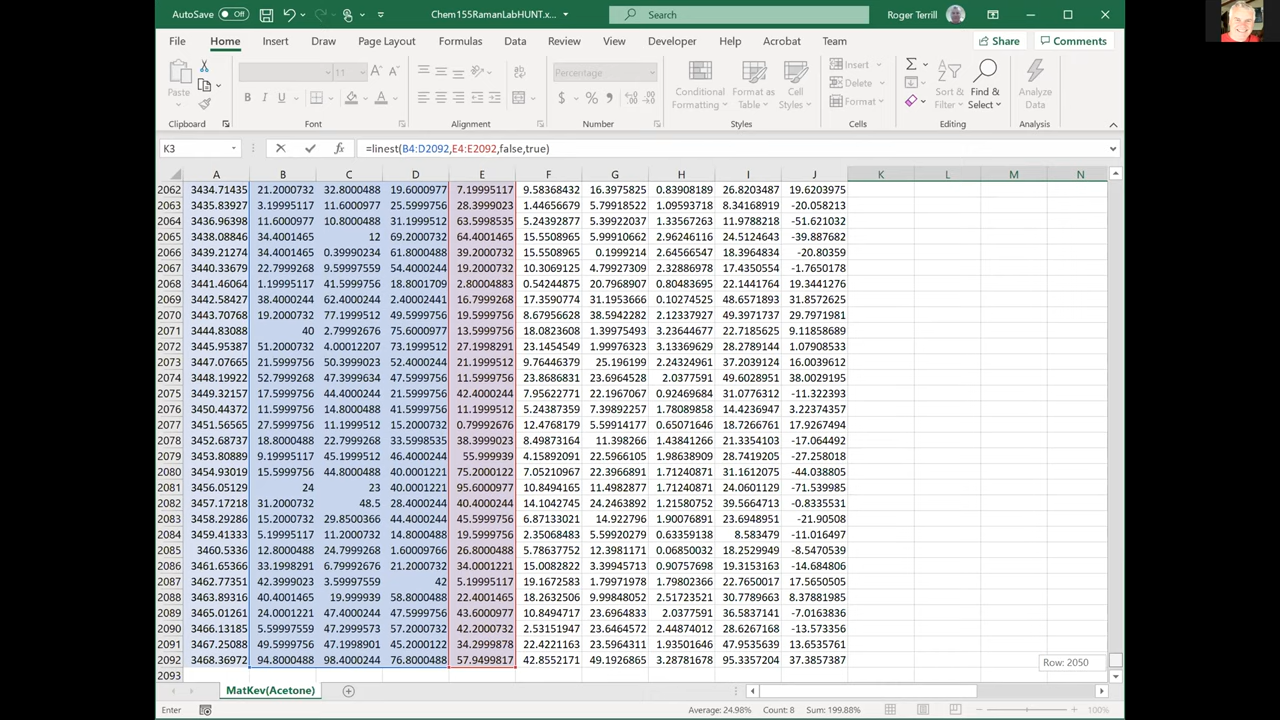 AutoSave Off Chem155RamanLabHUNT.x... Search Roger Terrill
File Home Insert Draw Page Layout Formulas Data Review View Developer Help Acrobat Team Share Comments
Paste 11 Percentage Conditional Formatting Format as Table Cell Styles Insert Delete Format Sort & Filter Find & Select Analyze Data
Clipboard Font Alignment Number Styles Cells Editing Analysis
K3 fx =linest(B4:D2092,E4:E2092,false,true)
A B C D E F G H I J K L M N
2062 3434.71435 21.2000732 32.8000488 19.6000977 7.19995117 9.58368432 16.3975825 0.83908189 26.8203487 19.6203975
2063 3435.83927 3.19995117 11.6000977 25.5999756 28.3999023 1.44656679 5.79918522 1.09593718 8.34168919 -20.058213
2064 3436.96398 11.6000977 10.8000488 31.1999512 63.5998535 5.24392877 5.39922037 1.33567263 11.9788218 -51.621032
2065 3438.08846 34.4001465 12 69.2000732 64.4001465 15.5508965 5.99910662 2.96246116 24.5124643 -39.887682
2066 3439.21274 34.4001465 0.39990234 61.8000488 39.2000732 15.5508965 0.1999214 2.64566547 18.3964834 -20.80359
2067 3440.33679 22.7999268 9.59997559 54.4000244 19.2000732 10.3069125 4.79927309 2.32886978 17.4350554 -1.7650178
2068 3441.46064 1.19995117 41.5999756 18.8001709 2.80004883 0.54244875 20.7968907 0.80483695 22.1441764 19.3441276
2069 3442.58427 38.4000244 62.4000244 2.40002441 16.7999268 17.3590774 31.1953666 0.10274525 48.6571893 31.8572625
2070 3443.70768 19.2000732 77.1999512 49.5999756 19.5999756 8.67956628 38.5942282 2.12337927 49.3971737 29.7971981
2071 3444.83088 40 2.79992676 75.6000977 13.5999756 18.0823608 1.39975493 3.23644677 22.7185625 9.11858689
2072 3445.95387 51.2000732 4.00012207 73.1999512 27.1998291 23.1454549 1.99976323 3.13369629 28.2789144 1.07908533
2073 3447.07665 21.5999756 50.3999023 52.4000244 21.1999512 9.76446379 25.196199 2.24324961 37.2039124 16.0039612
2074 3448.19922 52.7999268 47.3999634 47.5999756 11.5999756 23.8686831 23.6964528 2.0377591 49.6028951 38.0029195
2075 3449.32157 17.5999756 44.4000244 21.5999756 42.4000244 7.95622771 22.1967067 0.92469684 31.0776312 -11.322393
2076 3450.44372 11.5999756 14.8000488 41.5999756 11.1999512 5.24387359 7.39892257 1.78089858 14.4236947 3.22374357
2077 3451.56565 27.5999756 11.1999512 15.2000732 0.79992676 12.4768179 5.59914417 0.65071646 18.7266761 17.9267494
2078 3452.68737 18.8000488 22.7999268 33.5998535 38.3999023 8.49873164 11.398266 1.43841266 21.3354103 -17.064492
2079 3453.80889 9.19995117 45.1999512 46.4000244 55.999939 4.15892091 22.5966105 1.98638909 28.7419205 -27.258018
2080 3454.93019 15.5999756 44.8000488 40.0001221 75.2000122 7.05210967 22.3966891 1.71240871 31.1612075 -44.038805
2081 3456.05129 24 23 40.0001221 95.6000977 10.8494165 11.4982877 1.71240871 24.0601129 -71.539985
2082 3457.17218 31.2000732 48.5 28.4000244 40.4000244 14.1042745 24.2463892 1.21580752 39.5664713 -0.8335531
2083 3458.29286 15.2000732 29.8500366 44.4000244 45.5999756 6.87133021 14.922796 1.90076891 23.6948951 -21.90508
2084 3459.41333 5.19995117 11.2000732 14.8000488 19.5999756 2.35068483 5.59920279 0.63359138 8.583479 -11.016497
2085 3460.5336 12.8000488 24.7999268 1.60009766 26.8000488 5.78637752 12.3981171 0.06850032 18.2529949 -8.5470539
2086 3461.65366 33.1998291 6.79992676 21.2000732 34.0001221 15.0082822 3.39945713 0.90757698 19.3153163 -14.684806
2087 3462.77351 42.3999023 3.59997559 42 5.19995117 19.1672583 1.79971978 1.79802366 22.7650017 17.5650505
2088 3463.89316 40.4001465 19.999939 58.8000488 22.4001465 18.2632506 9.99848052 2.51723521 30.7789663 8.37881985
2089 3465.01261 24.0001221 47.4000244 47.5999756 43.6000977 10.8494717 23.6964833 2.0377591 36.5837141 -7.0163836
2090 3466.13185 5.59997559 47.2999573 57.2000732 42.2000732 2.53151947 23.6464572 2.44874012 28.6267168 -13.573356
2091 3467.25088 49.5999756 47.1998901 45.2000122 34.2999878 22.4221163 23.5964311 1.93501646 47.9535639 13.6535761
2092 3468.36972 94.8000488 98.4000244 76.8000488 57.9499817 42.8552171 49.1926865 3.28781678 95.3357204 37.3857387
2093
Row: 2050
MatKev(Acetone)
Enter Average: 24.98% Count: 8 Sum: 199.88% 100%